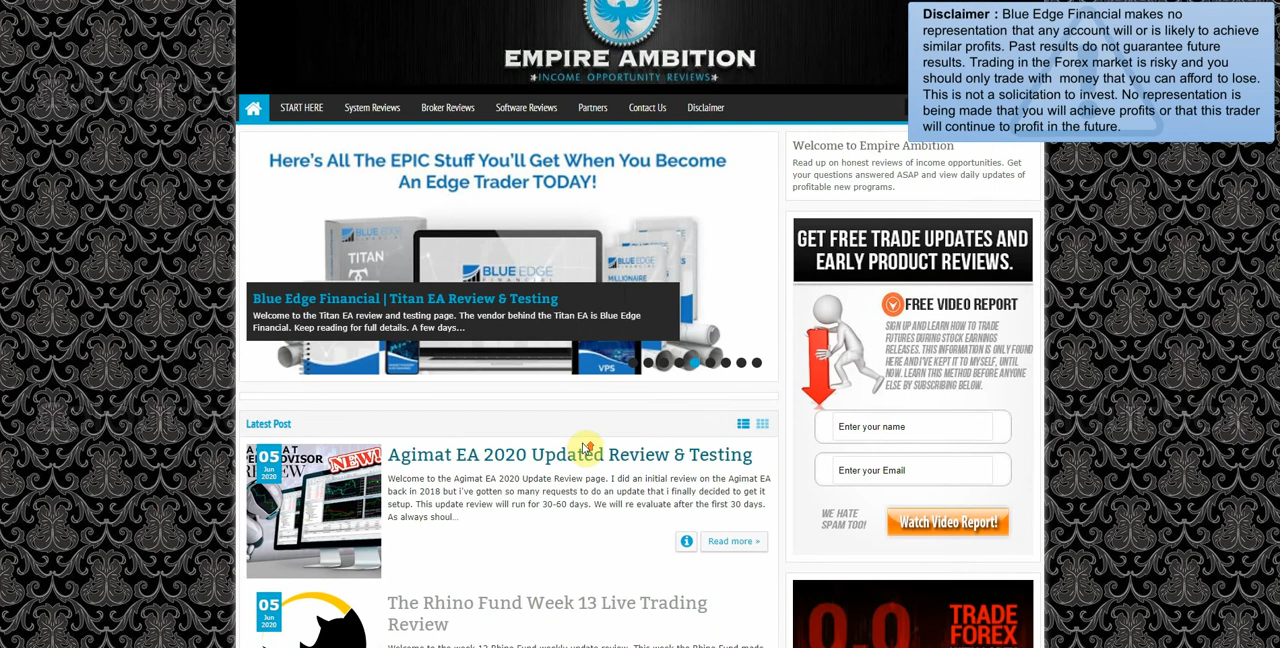 EMPIRE AMBITION
INCOME OPPORTUNITY REVIEWS
Disclaimer : Blue Edge Financial makes no
representation that any account will or is likely to achieve
similar profits. Past results do not guarantee future
results. Trading in the Forex market is risky and you
should only trade with money that you can afford to lose.
This is not a solicitation to invest. No representation is
being made that you will achieve profits or that this trader
will continue to profit in the future.
START HERE
System Reviews
Broker Reviews
Software Reviews
Partners
Contact Us
Disclaimer
Here's All The EPIC Stuff You'll Get When You Become
An Edge Trader TODAY!
BLUE EDGE
TITAN
BLUE EDGE
FINANCIAL
BLUE EDGE
MILLIONAIRE
Blue Edge Financial | Titan EA Review & Testing
Welcome to the Titan EA review and testing page. The vendor behind the Titan EA is Blue Edge
Financial. Keep reading for full details. A few days...
VPS
Welcome to Empire Ambition
Read up on honest reviews of income opportunities. Get
your questions answered ASAP and view daily updates of
profitable new programs.
GET FREE TRADE UPDATES AND
EARLY PRODUCT REVIEWS.
FREE VIDEO REPORT
SIGN UP AND LEARN HOW TO TRADE
FUTURES DURING STOCK EARNINGS
RELEASES. THIS INFORMATION IS ONLY FOUND
HERE AND I'VE KEPT IT TO MYSELF, UNTIL
NOW. LEARN THIS METHOD BEFORE ANYONE
ELSE BY SUBSCRIBING BELOW.
Enter your name
Enter your Email
WE HATE
SPAM TOO!
Watch Video Report!
Latest Post
05
Jun
2020
NEW!
Agimat EA 2020 Updated Review & Testing
Welcome to the Agimat EA 2020 Update Review page. I did an initial review on the Agimat EA
back in 2018 but i've gotten so many requests to do an update that i finally decided to get it
setup. This update review will run for 30-60 days. We will re evaluate after the first 30 days.
As always shoul...
Read more »
05
Jun
2020
The Rhino Fund Week 13 Live Trading
Review
Welcome to the week 13 Rhino Fund weekly update review. This week the Rhino Fund made
0.0
TRADE
FOREX